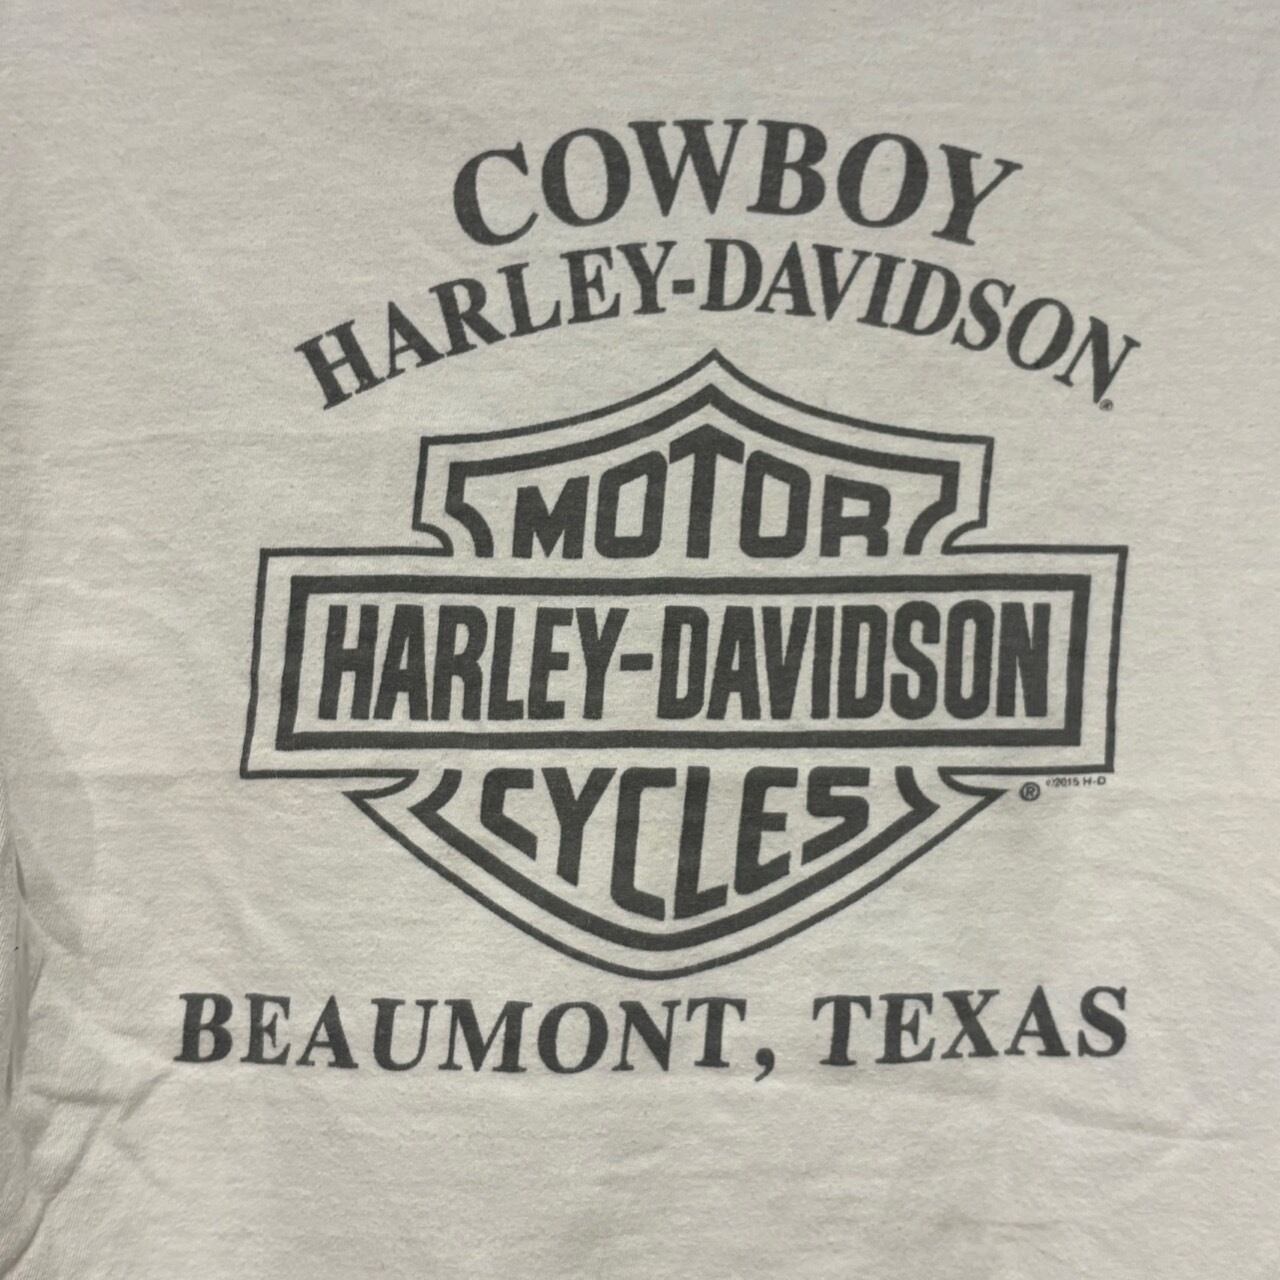 COWBOY
HARLEY-DAVIDSON®
MOTOR
HARLEY-DAVIDSON
CYCLES
® ©2015 H-D
BEAUMONT, TEXAS